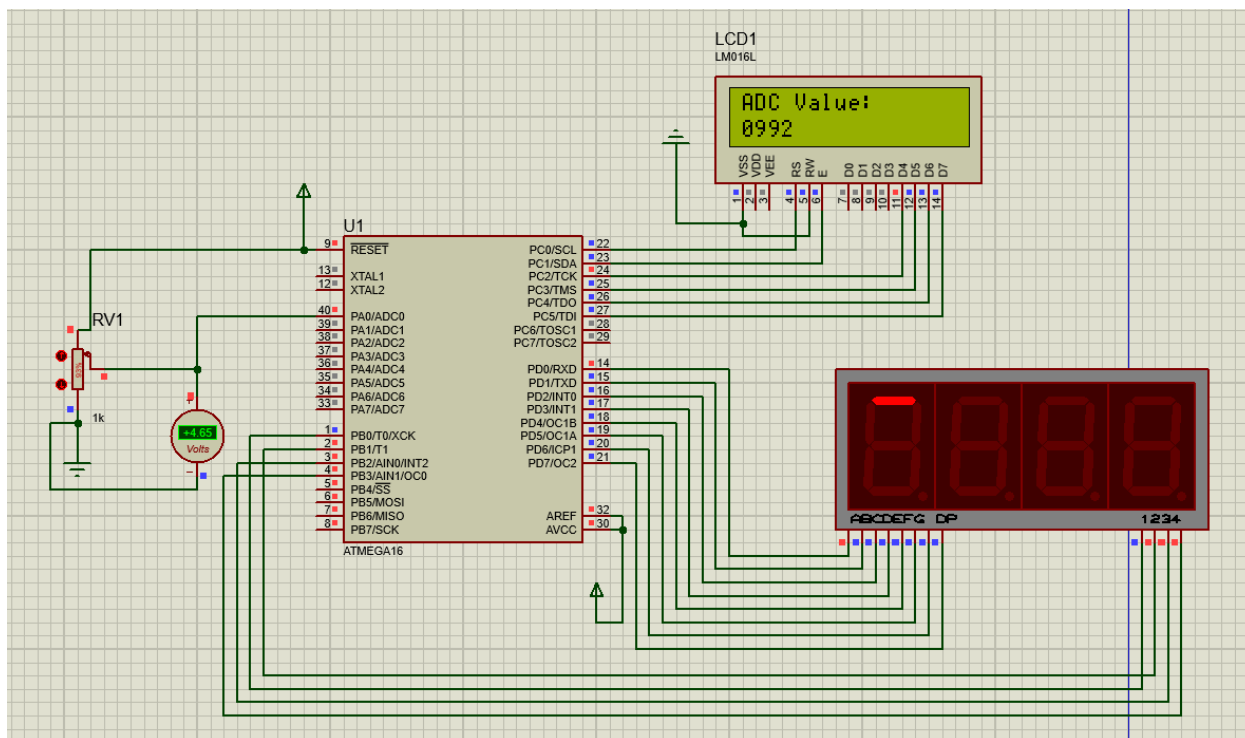 LCD1
LM016L
ADC Value:
0992
VSS VDD VEE RS RW E D0 D1 D2 D3 D4 D5 D6 D7
1 2 3 4 5 6 7 8 9 10 11 12 13 14
U1
9 RESET
13 XTAL1
12 XTAL2
40 PA0/ADC0
39 PA1/ADC1
38 PA2/ADC2
37 PA3/ADC3
36 PA4/ADC4
35 PA5/ADC5
34 PA6/ADC6
33 PA7/ADC7
1 PB0/T0/XCK
2 PB1/T1
3 PB2/AIN0/INT2
4 PB3/AIN1/OC0
5 PB4/SS
6 PB5/MOSI
7 PB6/MISO
8 PB7/SCK
PC0/SCL 22
PC1/SDA 23
PC2/TCK 24
PC3/TMS 25
PC4/TDO 26
PC5/TDI 27
PC6/TOSC1 28
PC7/TOSC2 29
PD0/RXD 14
PD1/TXD 15
PD2/INT0 16
PD3/INT1 17
PD4/OC1B 18
PD5/OC1A 19
PD6/ICP1 20
PD7/OC2 21
AREF 32
AVCC 30
ATMEGA16
RV1
93%
1k
+4.65
Volts
ABCDEFG DP
1234